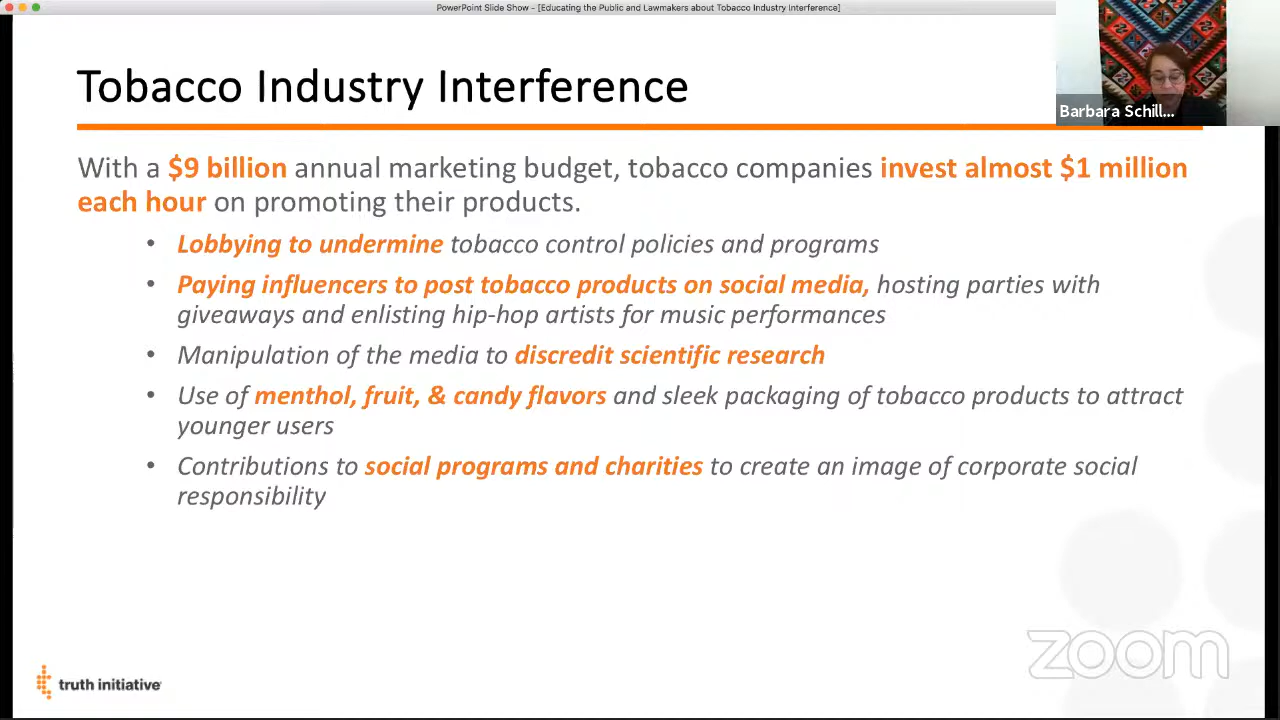 PowerPoint Slide Show - [Educating the Public and Lawmakers about Tobacco Industry Interference]
Tobacco Industry Interference
Barbara Schill...
With a $9 billion annual marketing budget, tobacco companies invest almost $1 million
each hour on promoting their products.
• Lobbying to undermine tobacco control policies and programs
• Paying influencers to post tobacco products on social media, hosting parties with
giveaways and enlisting hip-hop artists for music performances
• Manipulation of the media to discredit scientific research
• Use of menthol, fruit, & candy flavors and sleek packaging of tobacco products to attract
younger users
• Contributions to social programs and charities to create an image of corporate social
responsibility
zoom
truth initiative